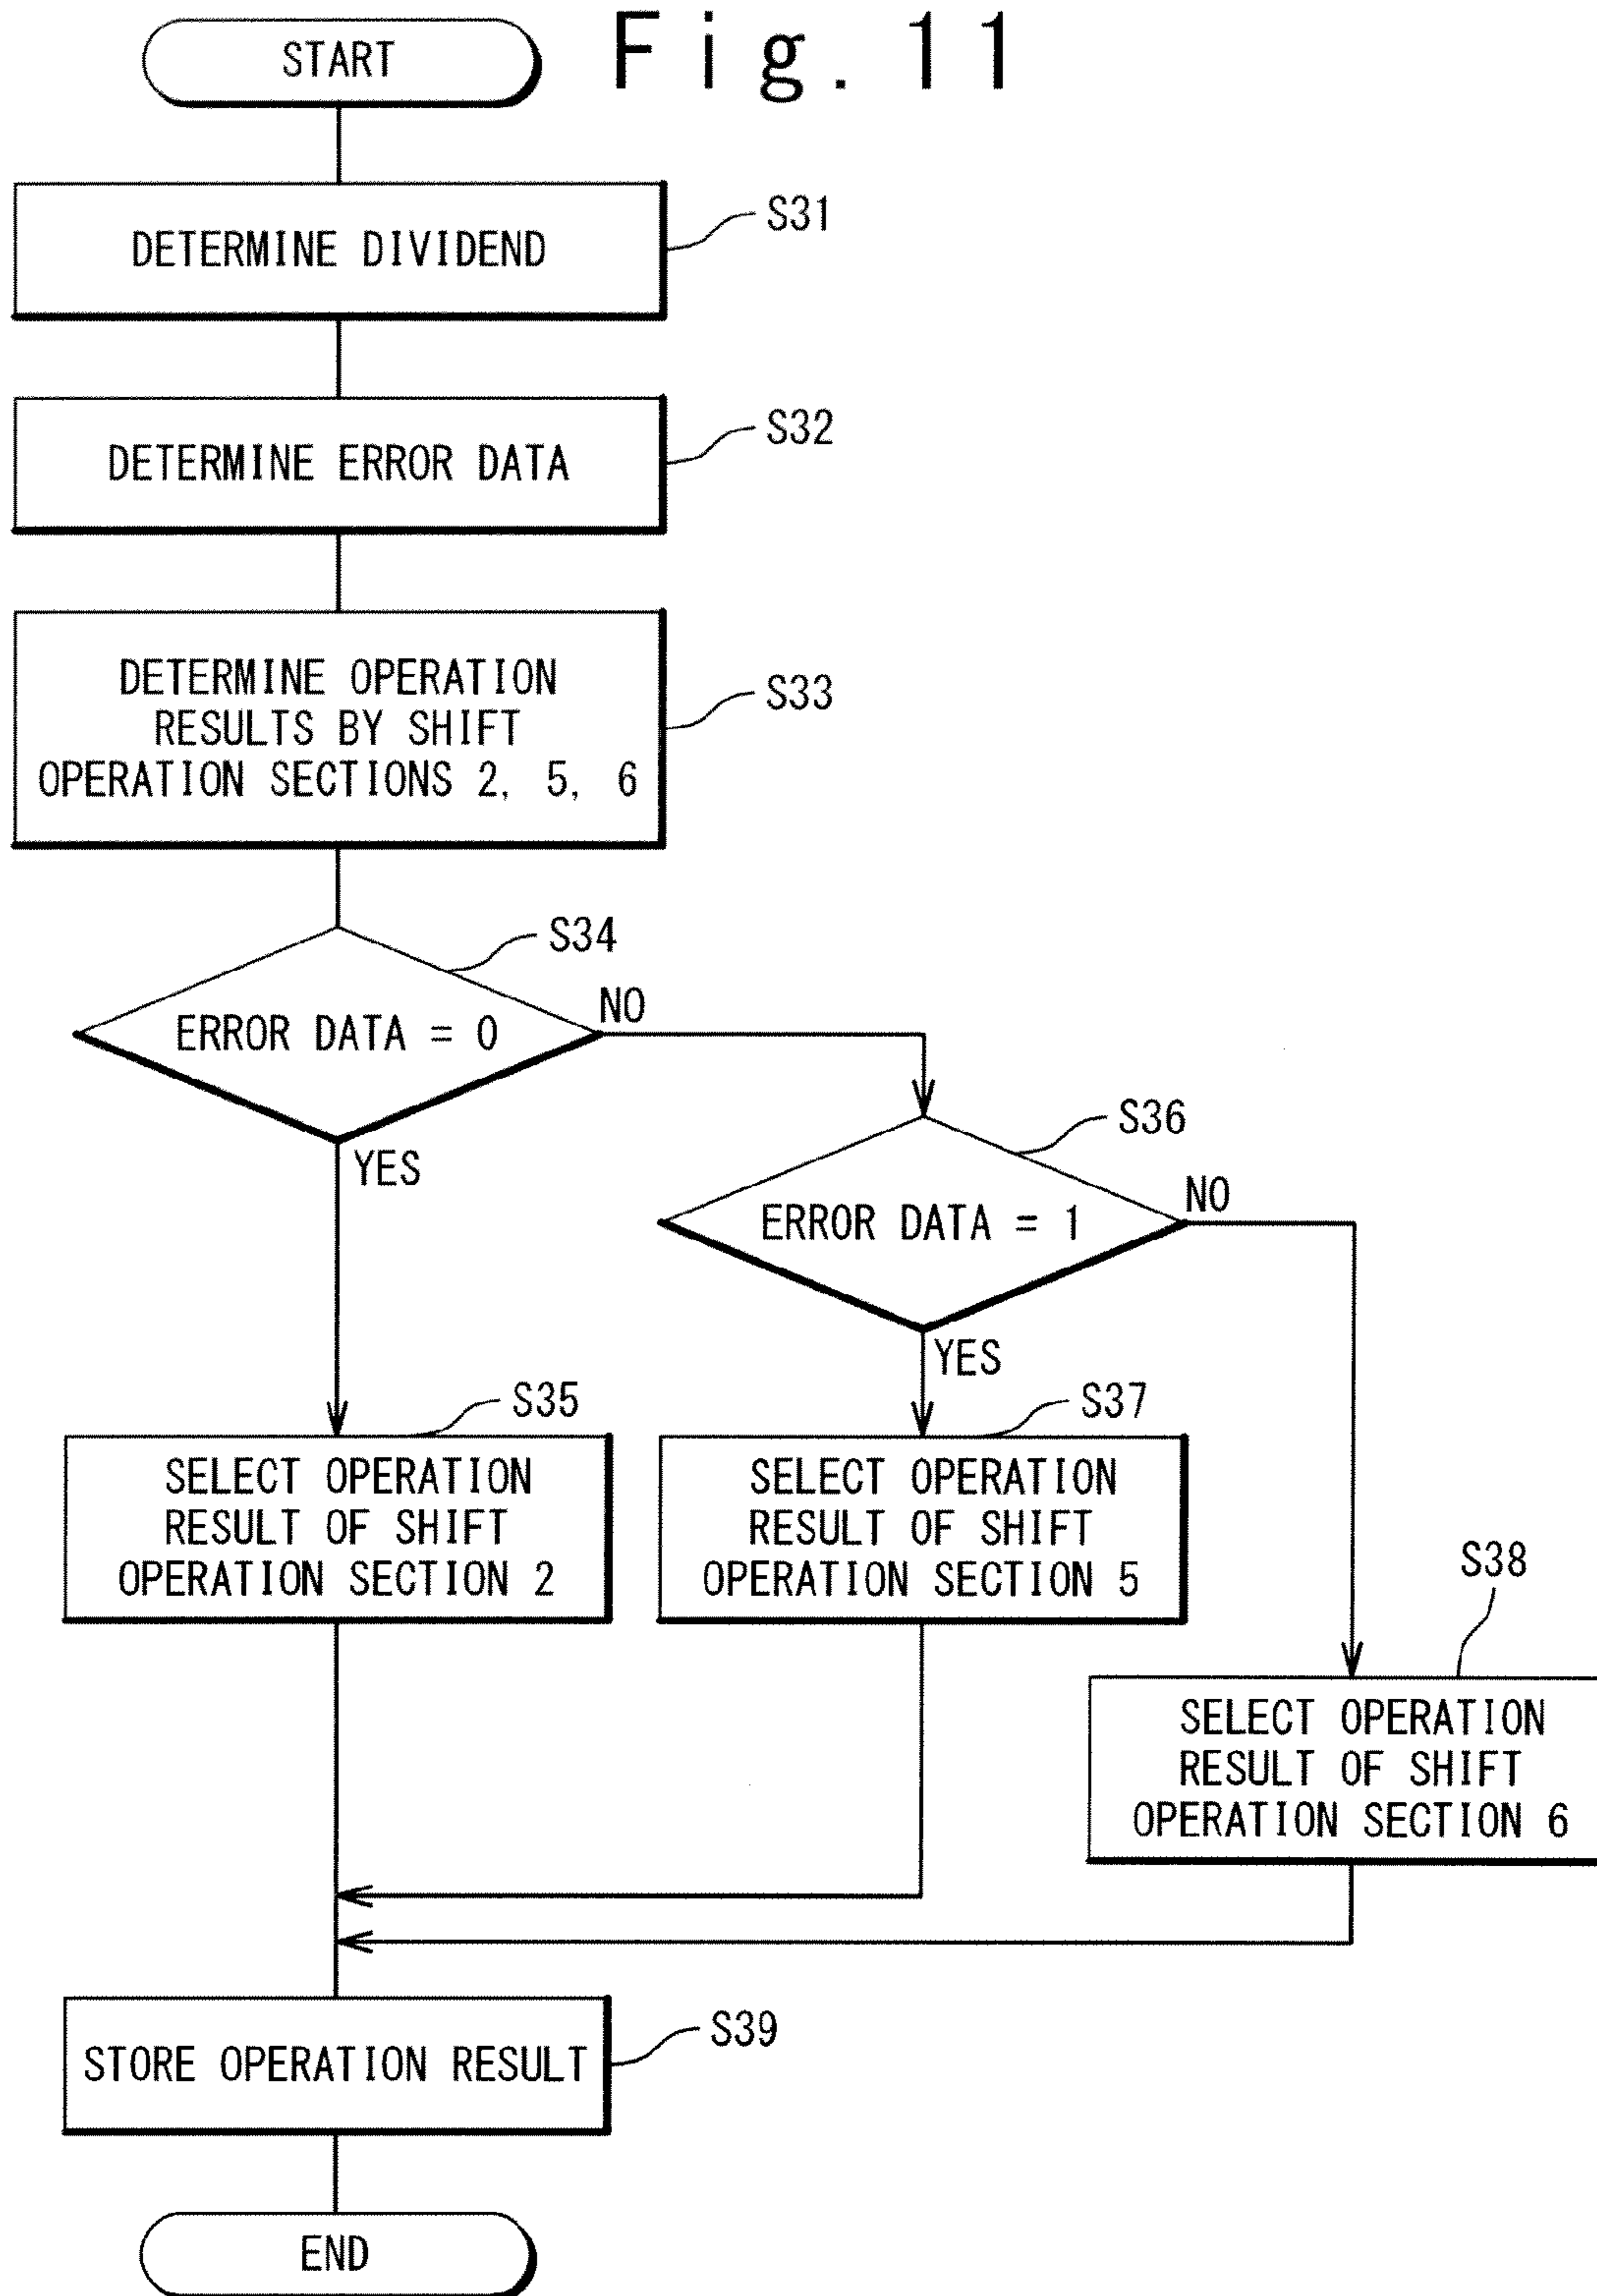 START
Fig. 11
DETERMINE DIVIDEND
S31
DETERMINE ERROR DATA
S32
DETERMINE OPERATION
RESULTS BY SHIFT
OPERATION SECTIONS 2, 5, 6
S33
S34
ERROR DATA = 0
NO
YES
S36
ERROR DATA = 1
NO
YES
S35
SELECT OPERATION
RESULT OF SHIFT
OPERATION SECTION 2
S37
SELECT OPERATION
RESULT OF SHIFT
OPERATION SECTION 5
S38
SELECT OPERATION
RESULT OF SHIFT
OPERATION SECTION 6
STORE OPERATION RESULT
S39
END